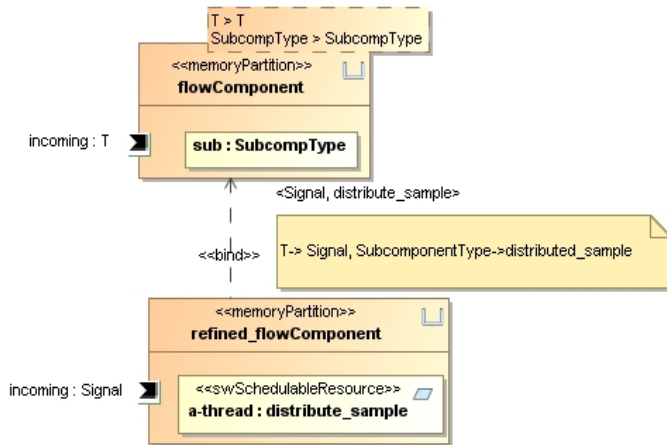 T > T
SubcompType > SubcompType
<<memoryPartition>>
flowComponent
incoming : T
sub : SubcompType
<Signal, distribute_sample>
<<bind>>
T-> Signal, SubcomponentType->distributed_sample
<<memoryPartition>>
refined_flowComponent
incoming : Signal
<<swSchedulableResource>>
a-thread : distribute_sample